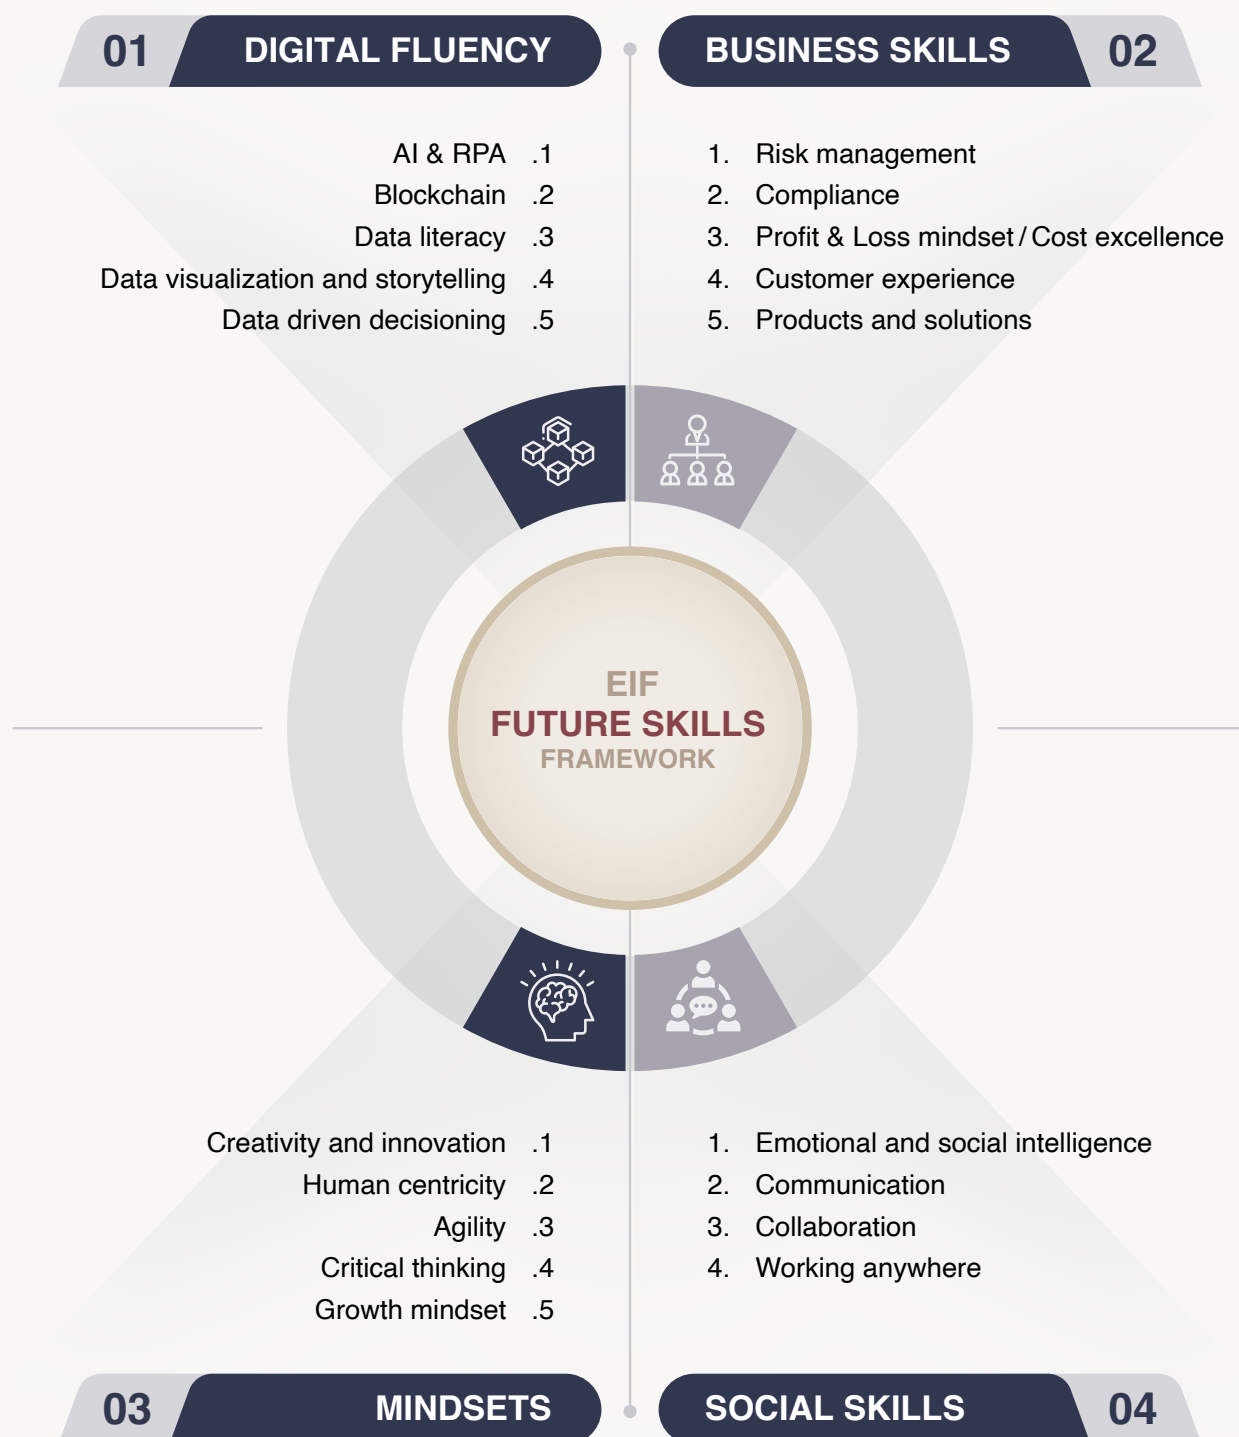 01 DIGITAL FLUENCY
AI & RPA .1
Blockchain .2
Data literacy .3
Data visualization and storytelling .4
Data driven decisioning .5
BUSINESS SKILLS 02
1. Risk management
2. Compliance
3. Profit & Loss mindset / Cost excellence
4. Customer experience
5. Products and solutions
EIF
FUTURE SKILLS
FRAMEWORK
Creativity and innovation .1
Human centricity .2
Agility .3
Critical thinking .4
Growth mindset .5
03 MINDSETS
1. Emotional and social intelligence
2. Communication
3. Collaboration
4. Working anywhere
SOCIAL SKILLS 04